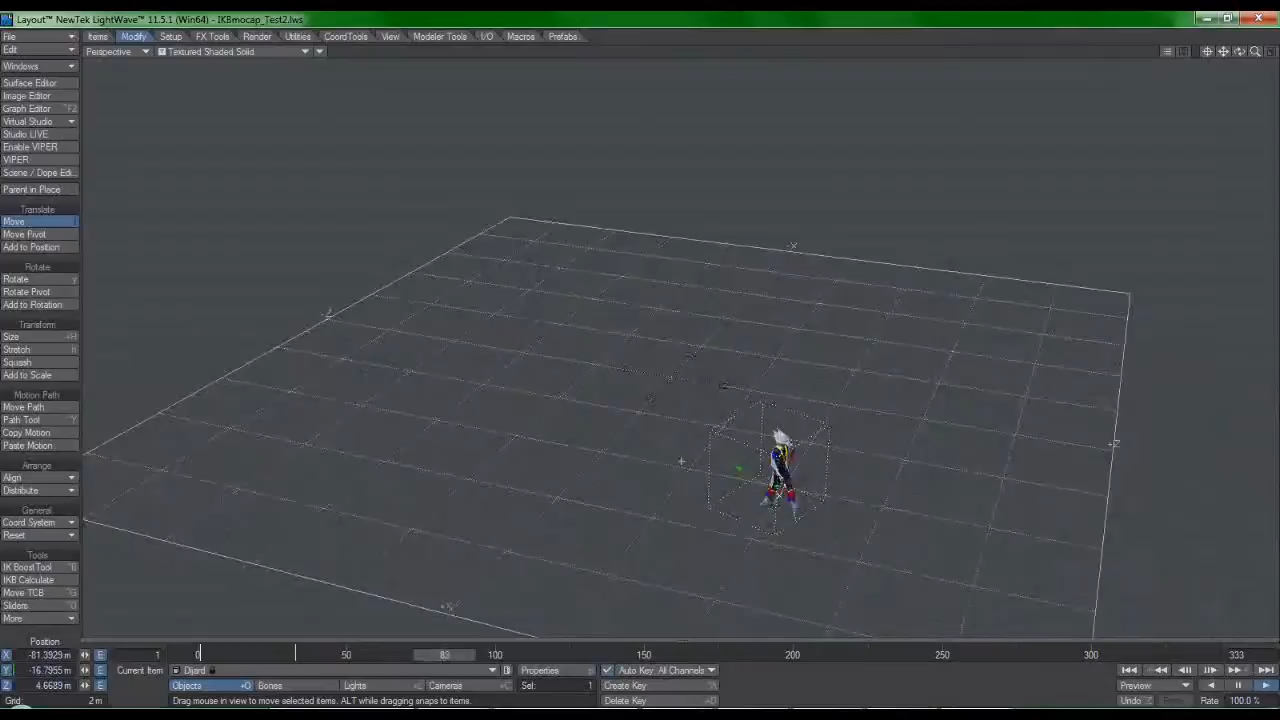 Layout™ NewTek LightWave™ 11.5.1 (Win64) - IKBmocap_Test2.lws
File Items Modify Setup FX Tools Render Utilities CoordTools View Modeler Tools I/O Macros Prefabs
Edit Perspective Textured Shaded Solid
Windows
Surface Editor
Image Editor
Graph Editor ^F2
Virtual Studio
Studio LIVE
Enable VIPER
VIPER
Scene / Dope Edi...
Parent in Place
Translate
Move
Move Pivot
Add to Position
Rotate
Rotate y
Rotate Pivot
Add to Rotation
Transform
Size +H
Stretch h
Squash
Add to Scale
Motion Path
Move Path
Path Tool ^Y
Copy Motion
Paste Motion
Arrange
Align
Distribute
General
Coord System
Reset
Tools
IK BoostTool ^B
IKB Calculate
Move TCB ^G
Sliders ^O
More
Position
X -81.3929 m E 1 0 50 83 100 150 200 250 300 333
Y -16.7955 m E Current Item Properties Auto Key: All Channels
Z 4.6689 m E Objects +O Bones Lights Cameras Sel: 1 Create Key Preview
Grid: 2 m Drag mouse in view to move selected items. ALT while dragging snaps to items. Delete Key Undo Rate 100.0 %